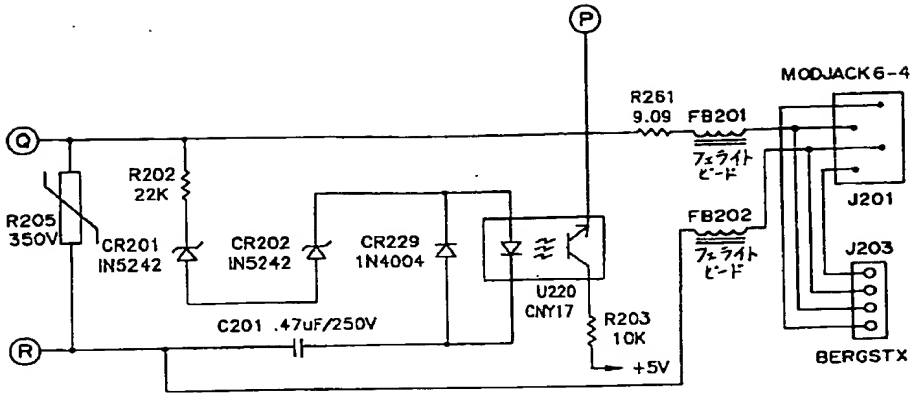 P
MODJACK 6-4
R261
9.09
FB201
フェライト
ビード
Q
R202
22K
R205
350V
CR201
IN5242
CR202
IN5242
CR229
1N4004
J201
FB202
フェライト
ビード
J203
U220
CNY17
C201 .47uF/250V
R203
10K
R
+5V
BERGSTX